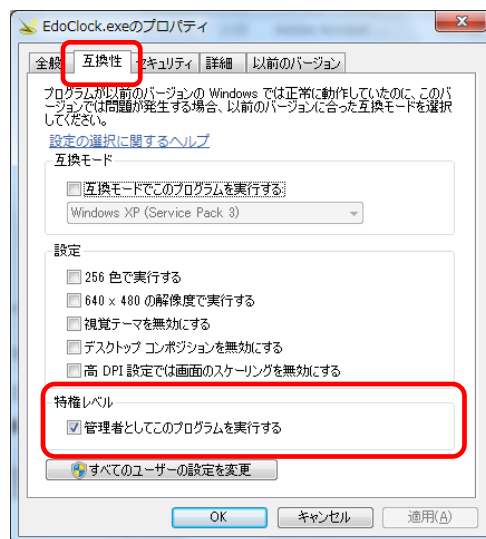 EdoClock.exeのプロパティ
全般 互換性 セキュリティ 詳細 以前のバージョン
プログラムが以前のバージョンの Windows では正常に動作していたのに、このバ
ージョンでは問題が発生する場合、以前のバージョンに合った互換モードを選択
してください。
設定の選択に関するヘルプ
互換モード
互換モードでこのプログラムを実行する:
Windows XP (Service Pack 3)
設定
256 色で実行する
640 x 480 の解像度で実行する
視覚テーマを無効にする
デスクトップ コンポジションを無効にする
高 DPI 設定では画面のスケーリングを無効にする
特権レベル
管理者としてこのプログラムを実行する
すべてのユーザーの設定を変更
OK キャンセル 適用(A)